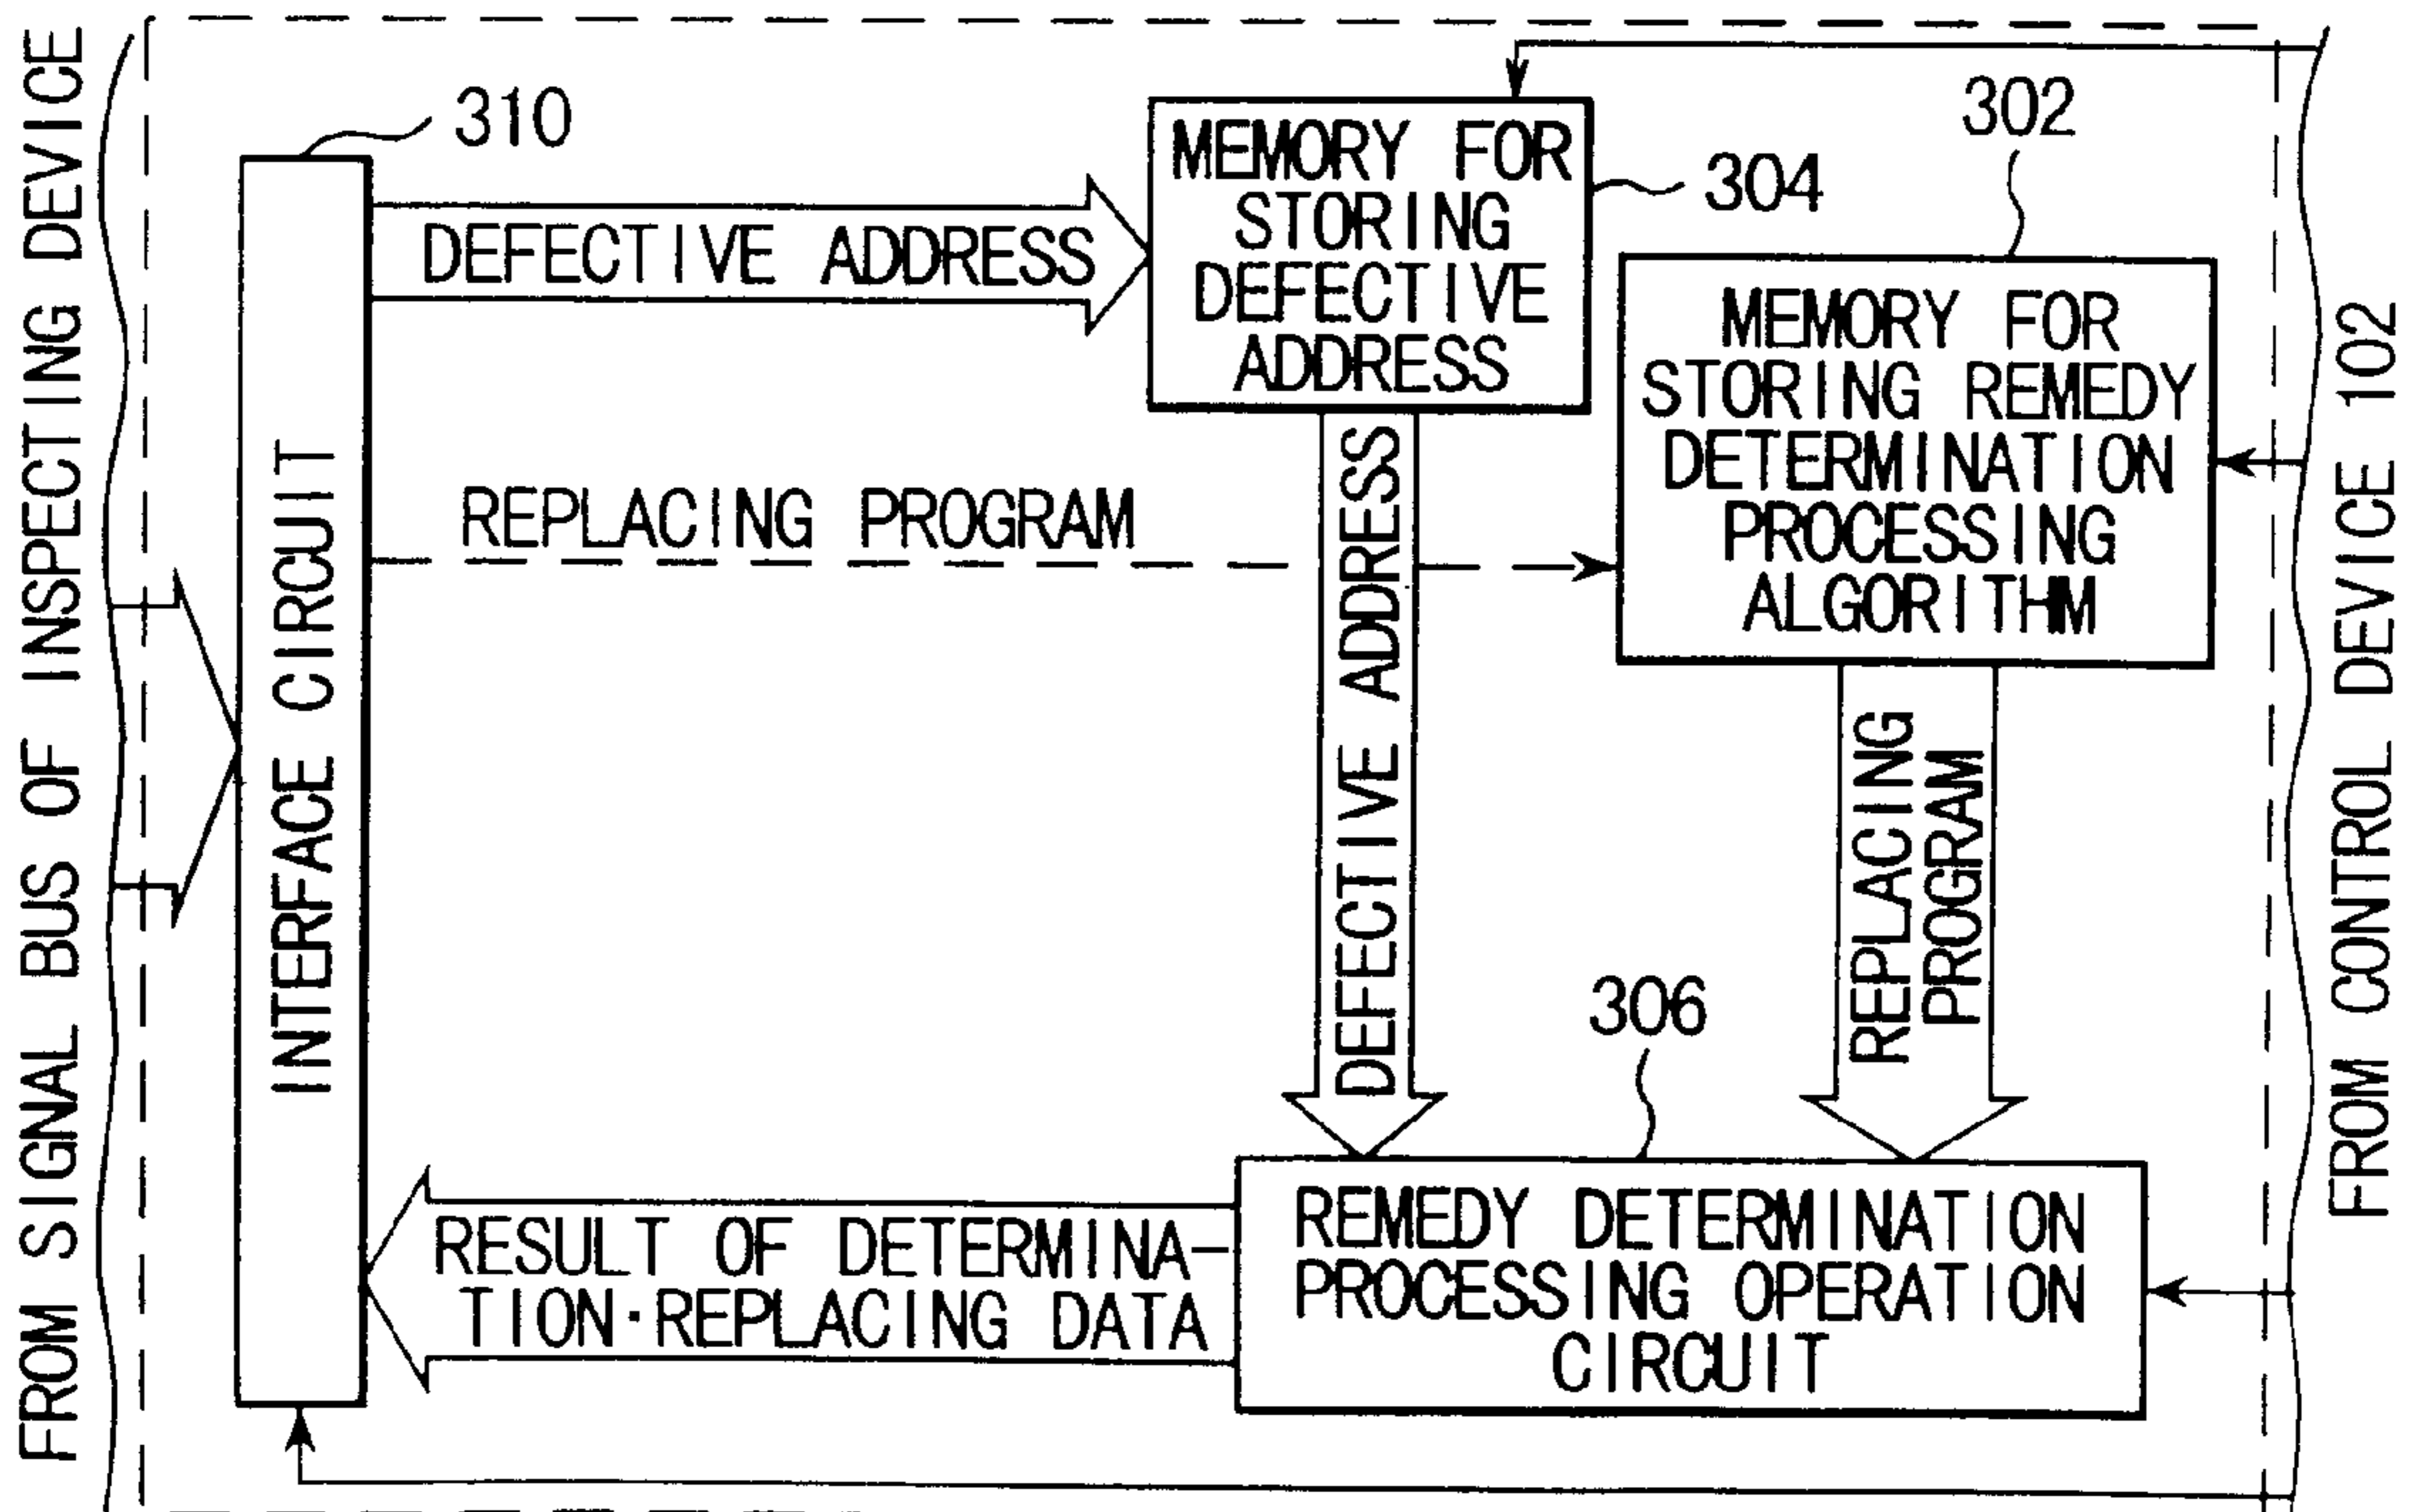 FROM SIGNAL BUS OF INSPECTING DEVICE
310
INTERFACE CIRCUIT
DEFECTIVE ADDRESS
MEMORY FOR
STORING
DEFECTIVE
ADDRESS
304
302
MEMORY FOR
STORING REMEDY
DETERMINATION
PROCESSING
ALGORITHM
REPLACING PROGRAM
DEFECTIVE ADDRESS
REPLACING
PROGRAM
306
REMEDY DETERMINATION
PROCESSING OPERATION
CIRCUIT
RESULT OF DETERMINA-
TION·REPLACING DATA
FROM CONTROL DEVICE 102